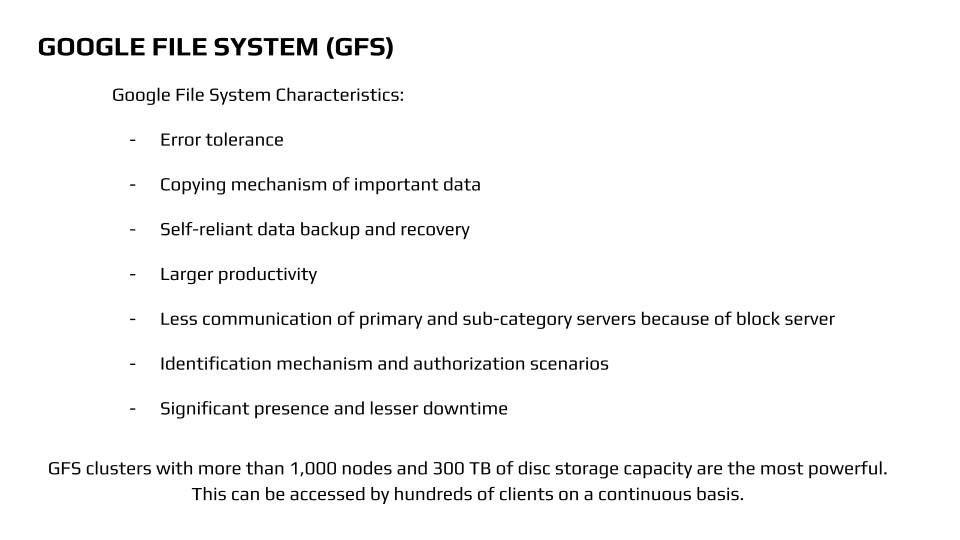 GOOGLE FILE SYSTEM (GFS)
Google File System Characteristics:
- Error tolerance
- Copying mechanism of important data
- Self-reliant data backup and recovery
- Larger productivity
- Less communication of primary and sub-category servers because of block server
- Identification mechanism and authorization scenarios
- Significant presence and lesser downtime
GFS clusters with more than 1,000 nodes and 300 TB of disc storage capacity are the most powerful.
This can be accessed by hundreds of clients on a continuous basis.